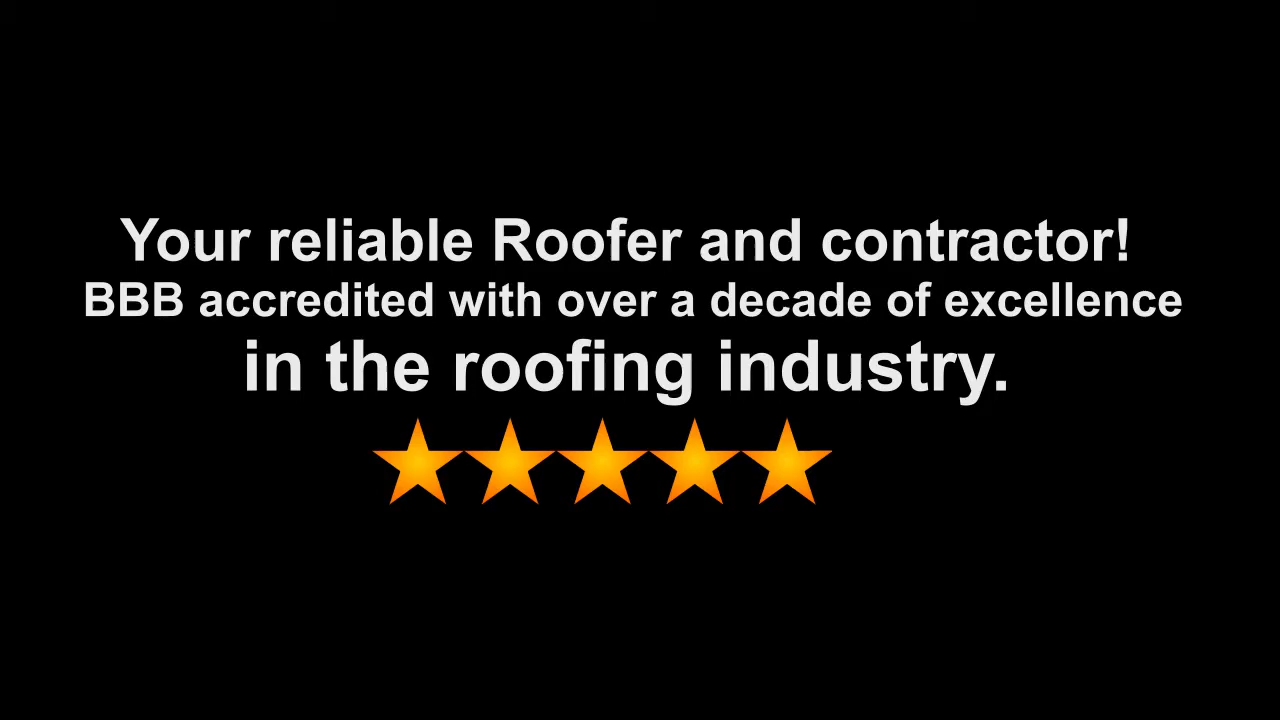 Your reliable Roofer and contractor!
BBB accredited with over a decade of excellence
in the roofing industry.